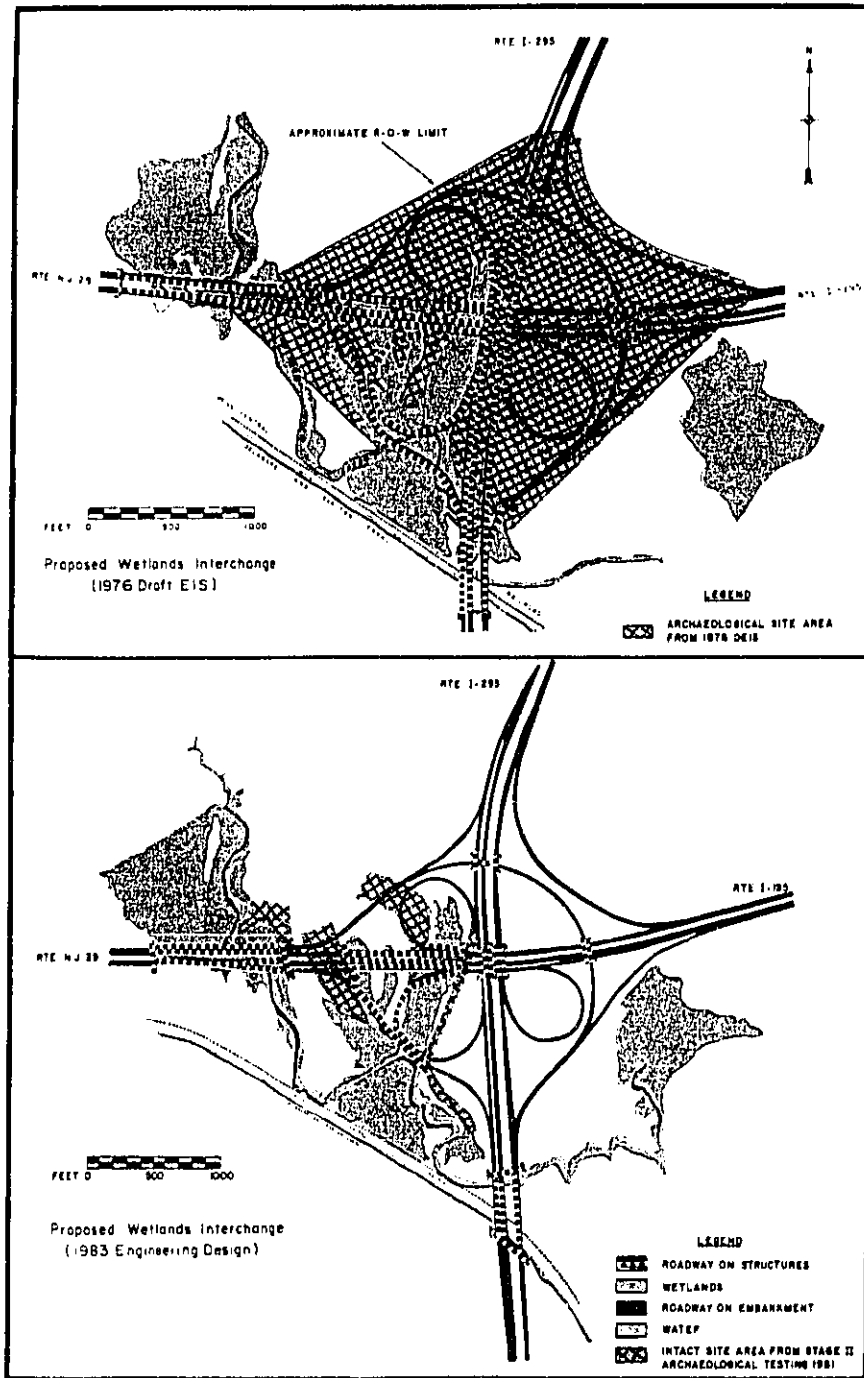 RTE I-295
N
APPROXIMATE R-O-W LIMIT
RTE NJ 29
FEET 0 500 1000
Proposed Wetlands Interchange
(1976 Draft EIS)
LEGEND
ARCHAEOLOGICAL SITE AREA
FROM 1976 DEIS
RTE I-295
RTE I-195
RTE NJ 29
FEET 0 500 1000
Proposed Wetlands Interchange
(1983 Engineering Design)
LEGEND
ROADWAY ON STRUCTURES
WETLANDS
ROADWAY ON EMBANKMENT
WATER
INTACT SITE AREA FROM STAGE II
ARCHAEOLOGICAL TESTING 1981